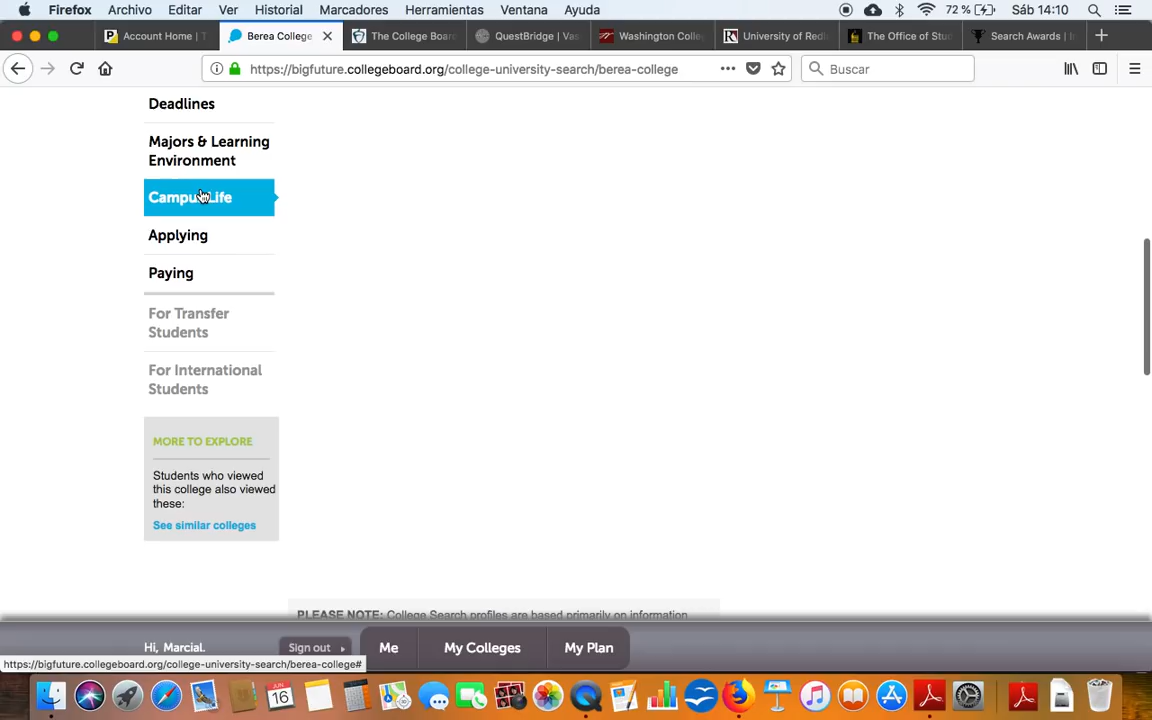 Firefox Archivo Editar Ver Historial Marcadores Herramientas Ventana Ayuda 72 % Sáb 14:10
Account Home | T Berea College The College Boar QuestBridge | Vas Washington Colle University of Redl The Office of Stud Search Awards | In
https://bigfuture.collegeboard.org/college-university-search/berea-college Buscar
Deadlines
Majors & Learning
Environment
Campus Life
Applying
Paying
For Transfer
Students
For International
Students
MORE TO EXPLORE
Students who viewed
this college also viewed
these:
See similar colleges
PLEASE NOTE: College Search profiles are based primarily on information
Hi, Marcial. Sign out Me My Colleges My Plan
https://bigfuture.collegeboard.org/college-university-search/berea-college#
JUN
16